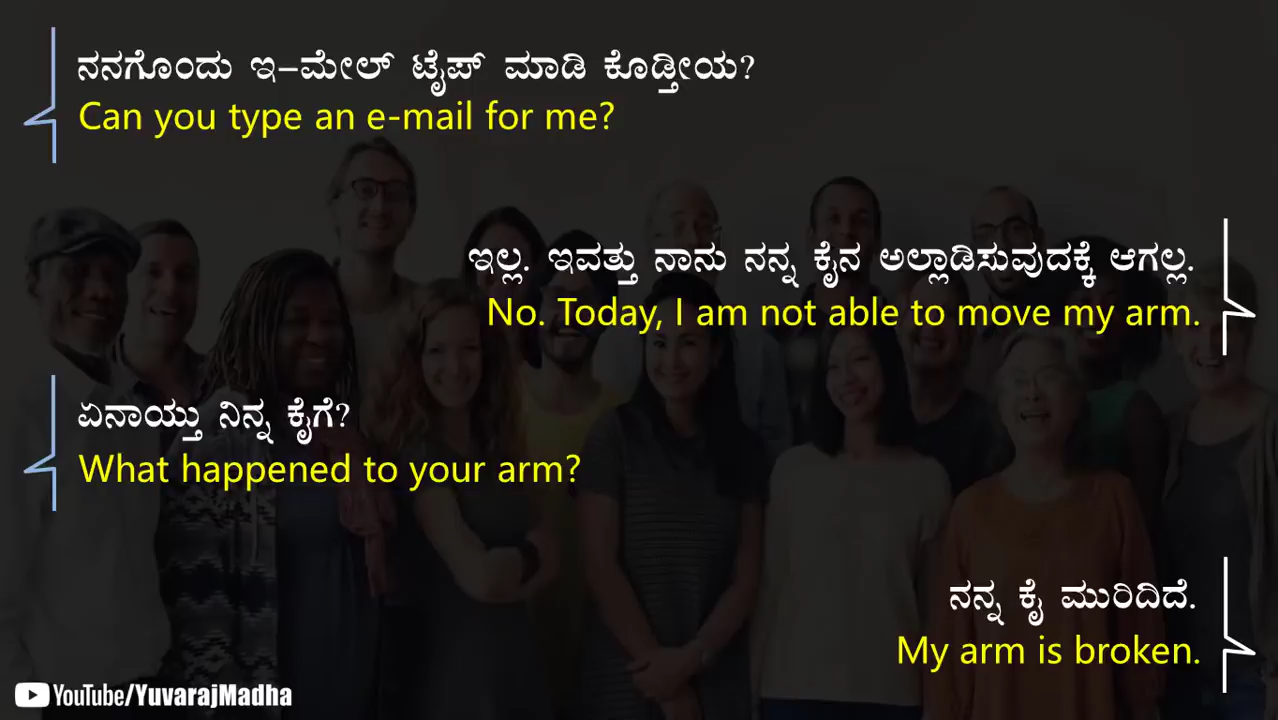 ನನಗೊಂದು ಇ-ಮೇಲ್ ಟೈಪ್ ಮಾಡಿ ಕೊಡ್ತೀಯ?
Can you type an e-mail for me?
ಇಲ್ಲ. ಇವತ್ತು ನಾನು ನನ್ನ ಕೈನ ಅಲ್ಲಾಡಿಸುವುದಕ್ಕೆ ಆಗಲ್ಲ.
No. Today, I am not able to move my arm.
ಏನಾಯ್ತು ನಿನ್ನ ಕೈಗೆ?
What happened to your arm?
ನನ್ನ ಕೈ ಮುರಿದಿದೆ.
My arm is broken.
YouTube/YuvarajMadha